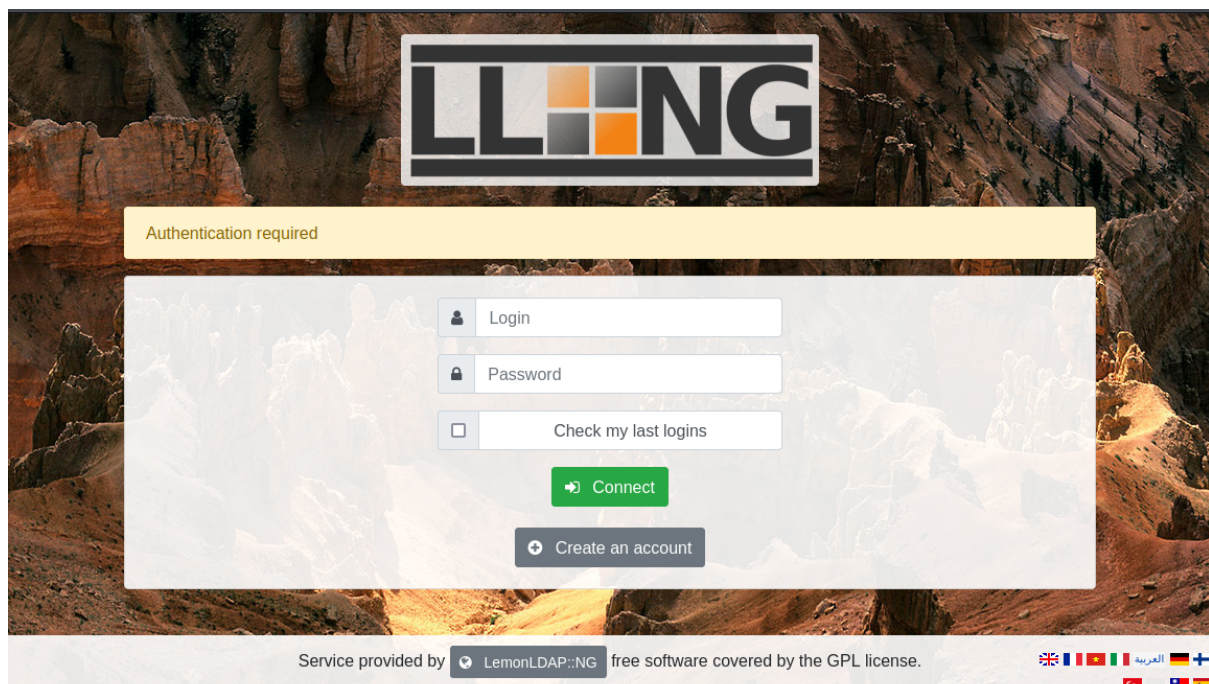 LL NG
Authentication required
Login
Password
Check my last logins
Connect
Create an account
Service provided by LemonLDAP::NG free software covered by the GPL license.
العربية